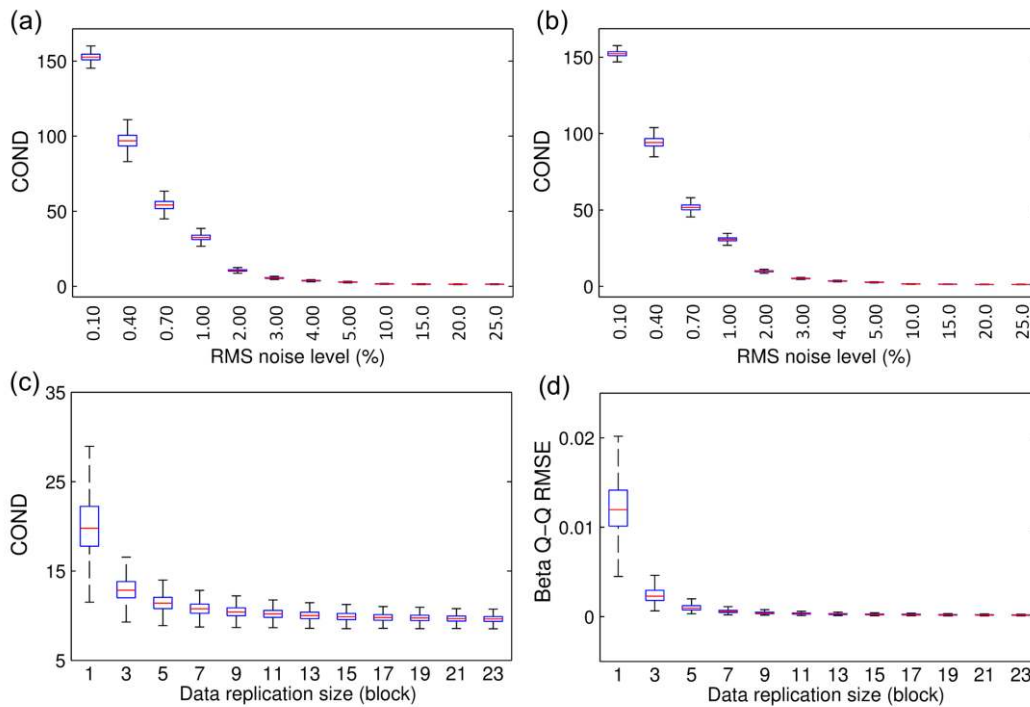 (a)
COND
150
100
50
0
0.10 0.40 0.70 1.00 2.00 3.00 4.00 5.00 10.0 15.0 20.0 25.0
RMS noise level (%)
(b)
COND
150
100
50
0
0.10 0.40 0.70 1.00 2.00 3.00 4.00 5.00 10.0 15.0 20.0 25.0
RMS noise level (%)
(c)
COND
35
25
15
5
1 3 5 7 9 11 13 15 17 19 21 23
Data replication size (block)
(d)
Beta Q-Q RMSE
0.02
0.01
0
1 3 5 7 9 11 13 15 17 19 21 23
Data replication size (block)